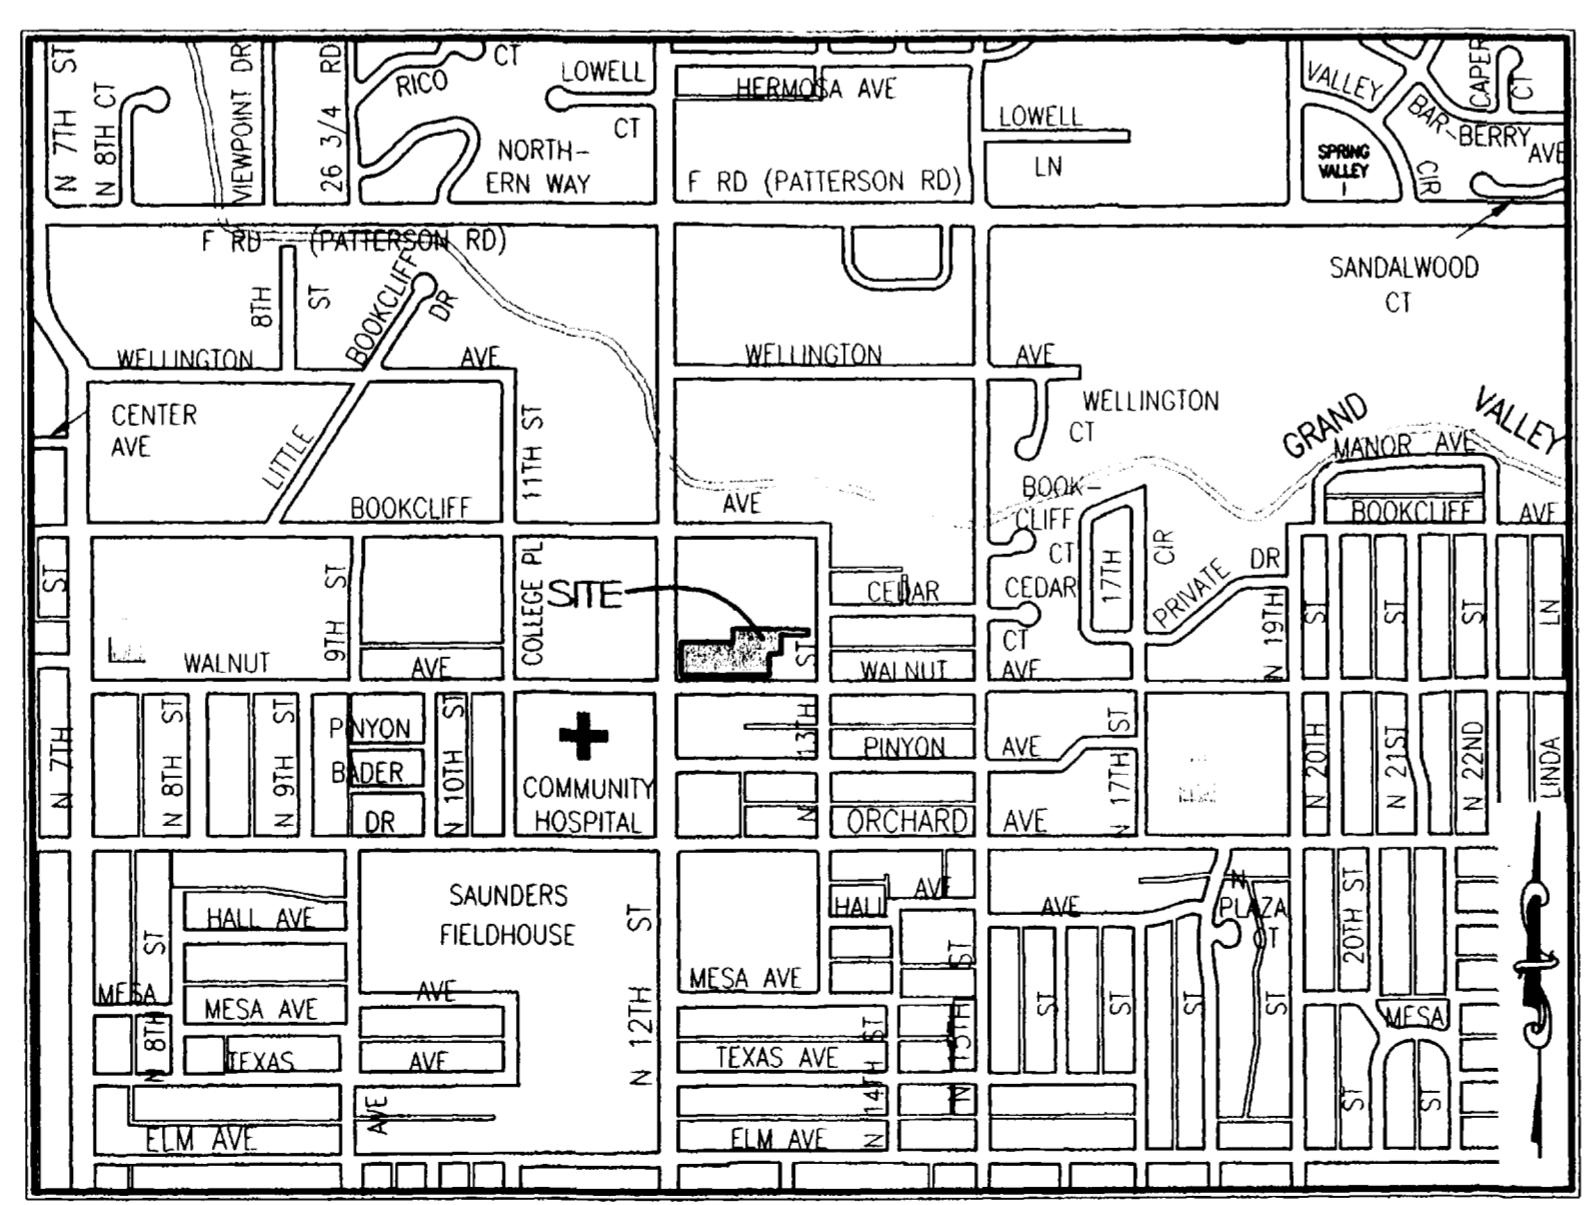 N 7TH ST
N 8TH CT
VIEWPOINT DR
26 3/4 RD
RICO
CT
LOWELL
CT
NORTH-
ERN WAY
HERMOSA AVE
F RD (PATTERSON RD)
LOWELL
LN
VALLEY
CIR
SPRING
VALLEY
1
CAPER
CT
BAR-BERRY
AVE
SANDALWOOD
CT
F RD (PATTERSON RD)
8TH ST
LITTLE BOOKCLIFF DR
WELLINGTON AVE
WELLINGTON AVE
WELLINGTON
CT
CENTER
AVE
11TH ST
BOOKCLIFF
AVE
GRAND VALLEY
MANOR AVE
BOOKCLIFF AVE
BOOK-
CLIFF
CT
17TH
CIR
PRIVATE DR
CEDAR
CEDAR
CT
SITE
ST
9TH ST
COLLEGE PL
WALNUT AVE
ST
WALNUT AVE
N 19TH
ST
ST
ST
LN
N 7TH
N 8TH ST
N 9TH ST
PINYON
BADER
DR
N 10TH ST
COMMUNITY
HOSPITAL
N 13TH
PINYON AVE
ORCHARD AVE
N 17TH ST
N 20TH
N 21ST
N 22ND
LINDA
SAUNDERS
FIELDHOUSE
HALL AVE
HALL AVE
AVE
N
PLAZA
CT
20TH ST
MESA
MESA AVE
AVE
MESA AVE
MESA
N 8TH ST
TEXAS AVE
TEXAS AVE
N 12TH ST
N 14TH ST
N 15TH ST
ST
ST
ST
ST
ST
ST
ELM AVE
AVE
ELM AVE